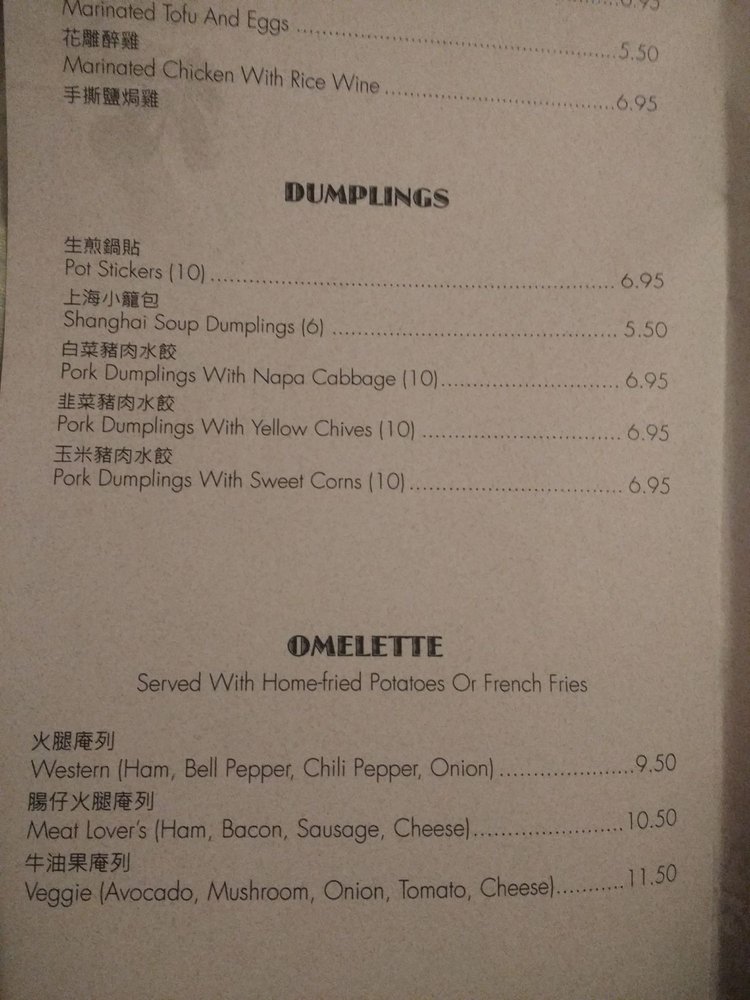 Marinated Tofu And Eggs
花雕醉雞 ..... 5.50
Marinated Chicken With Rice Wine
手撕鹽焗雞 ..... 6.95
DUMPLINGS
生煎鍋貼
Pot Stickers (10) ..... 6.95
上海小籠包
Shanghai Soup Dumplings (6) ..... 5.50
白菜豬肉水餃
Pork Dumplings With Napa Cabbage (10) ..... 6.95
韭菜豬肉水餃
Pork Dumplings With Yellow Chives (10) ..... 6.95
玉米豬肉水餃
Pork Dumplings With Sweet Corns (10) ..... 6.95
OMELETTE
Served With Home-fried Potatoes Or French Fries
火腿庵列
Western (Ham, Bell Pepper, Chili Pepper, Onion) ..... 9.50
腸仔火腿庵列
Meat Lover's (Ham, Bacon, Sausage, Cheese) ..... 10.50
牛油果庵列
Veggie (Avocado, Mushroom, Onion, Tomato, Cheese) ..... 11.50